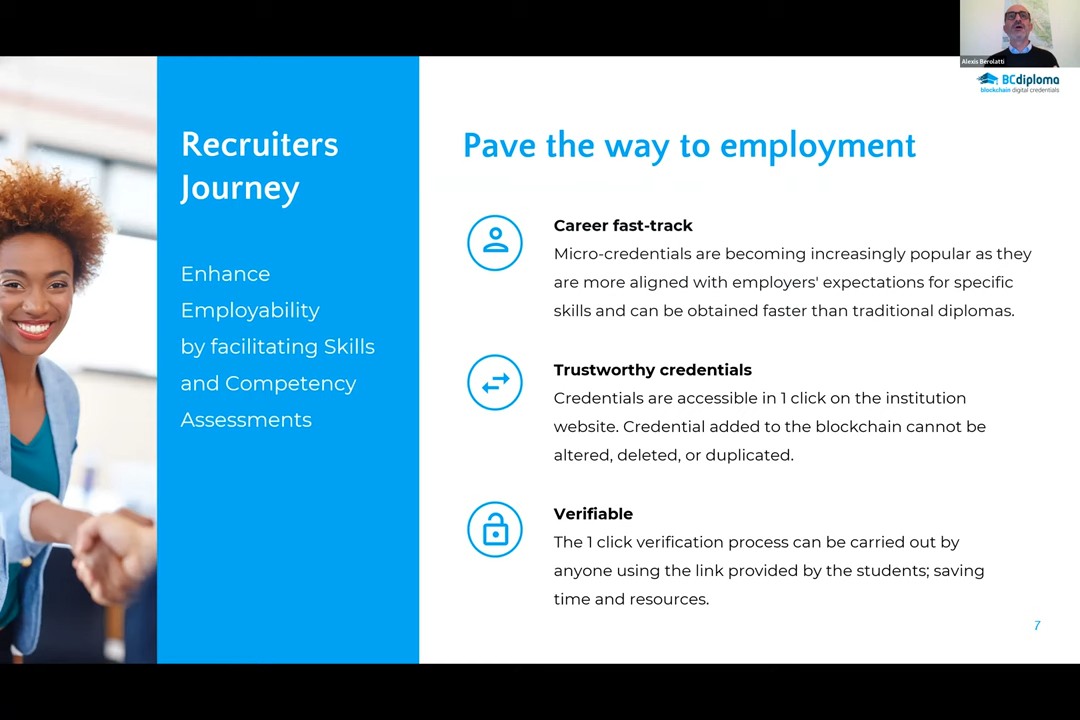 Alexis Berolatti
BCdiploma
blockchain digital credentials
Recruiters
Journey
Enhance
Employability
by facilitating Skills
and Competency
Assessments
Pave the way to employment
Career fast-track
Micro-credentials are becoming increasingly popular as they
are more aligned with employers' expectations for specific
skills and can be obtained faster than traditional diplomas.
Trustworthy credentials
Credentials are accessible in 1 click on the institution
website. Credential added to the blockchain cannot be
altered, deleted, or duplicated.
Verifiable
The 1 click verification process can be carried out by
anyone using the link provided by the students; saving
time and resources.
7